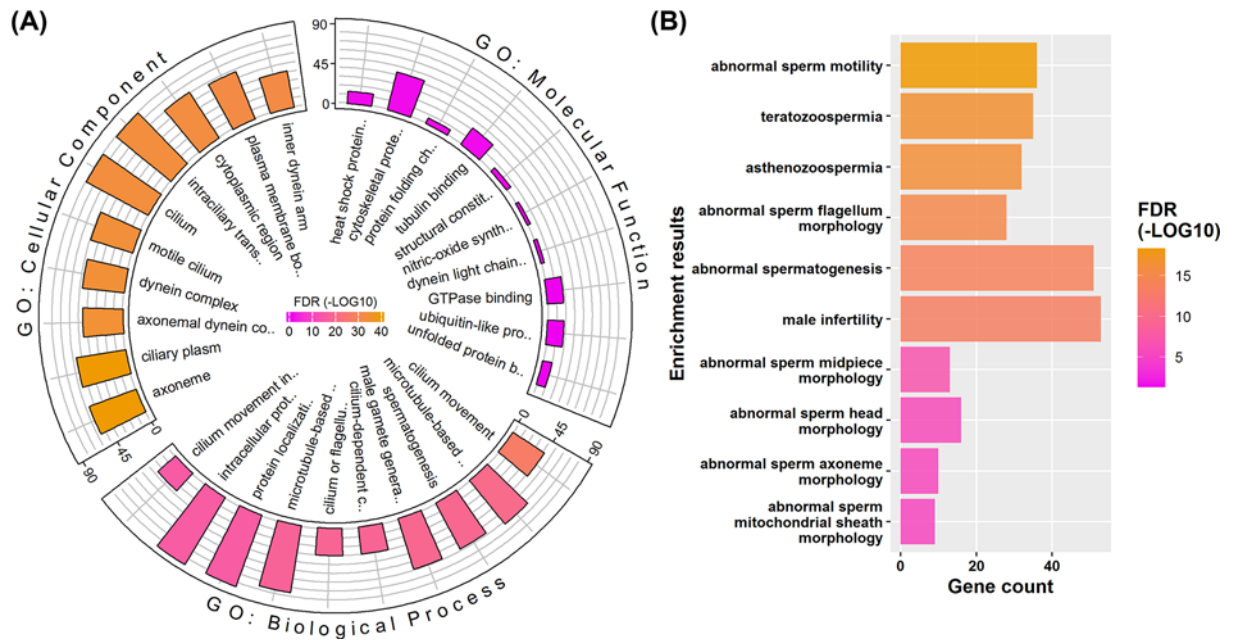 (A)
GO: Cellular Component
GO: Molecular Function
GO: Biological Process
90
45
0
heat shock protein..
cytoskeletal prote..
protein folding ch..
tubulin binding
structural constit..
nitric-oxide synth..
dynein light chain..
GTPase binding
ubiquitin-like pro..
unfolded protein b..
0
45
90
cilium movement
microtubule-based ..
spermatogenesis
male gamete genera..
cilium-dependent c..
cilium or flagellu..
microtubule-based ..
protein localizati..
intracellular prot..
cilium movement in..
0
45
90
axoneme
ciliary plasm
axonemal dynein co..
dynein complex
motile cilium
cilium
intraciliary trans..
cytoplasmic region
plasma membrane bo..
inner dynein arm
FDR (-LOG10)
0 10 20 30 40
(B)
Enrichment results
abnormal sperm motility
teratozoospermia
asthenozoospermia
abnormal sperm flagellum
morphology
abnormal spermatogenesis
male infertility
abnormal sperm midpiece
morphology
abnormal sperm head
morphology
abnormal sperm axoneme
morphology
abnormal sperm
mitochondrial sheath
morphology
0 20 40
Gene count
FDR
(-LOG10)
15
10
5